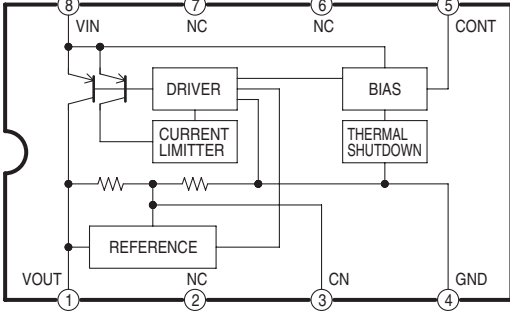 8 7 6 5
VIN NC NC CONT
DRIVER BIAS
CURRENT
LIMITTER
THERMAL
SHUTDOWN
REFERENCE
VOUT NC CN GND
1 2 3 4